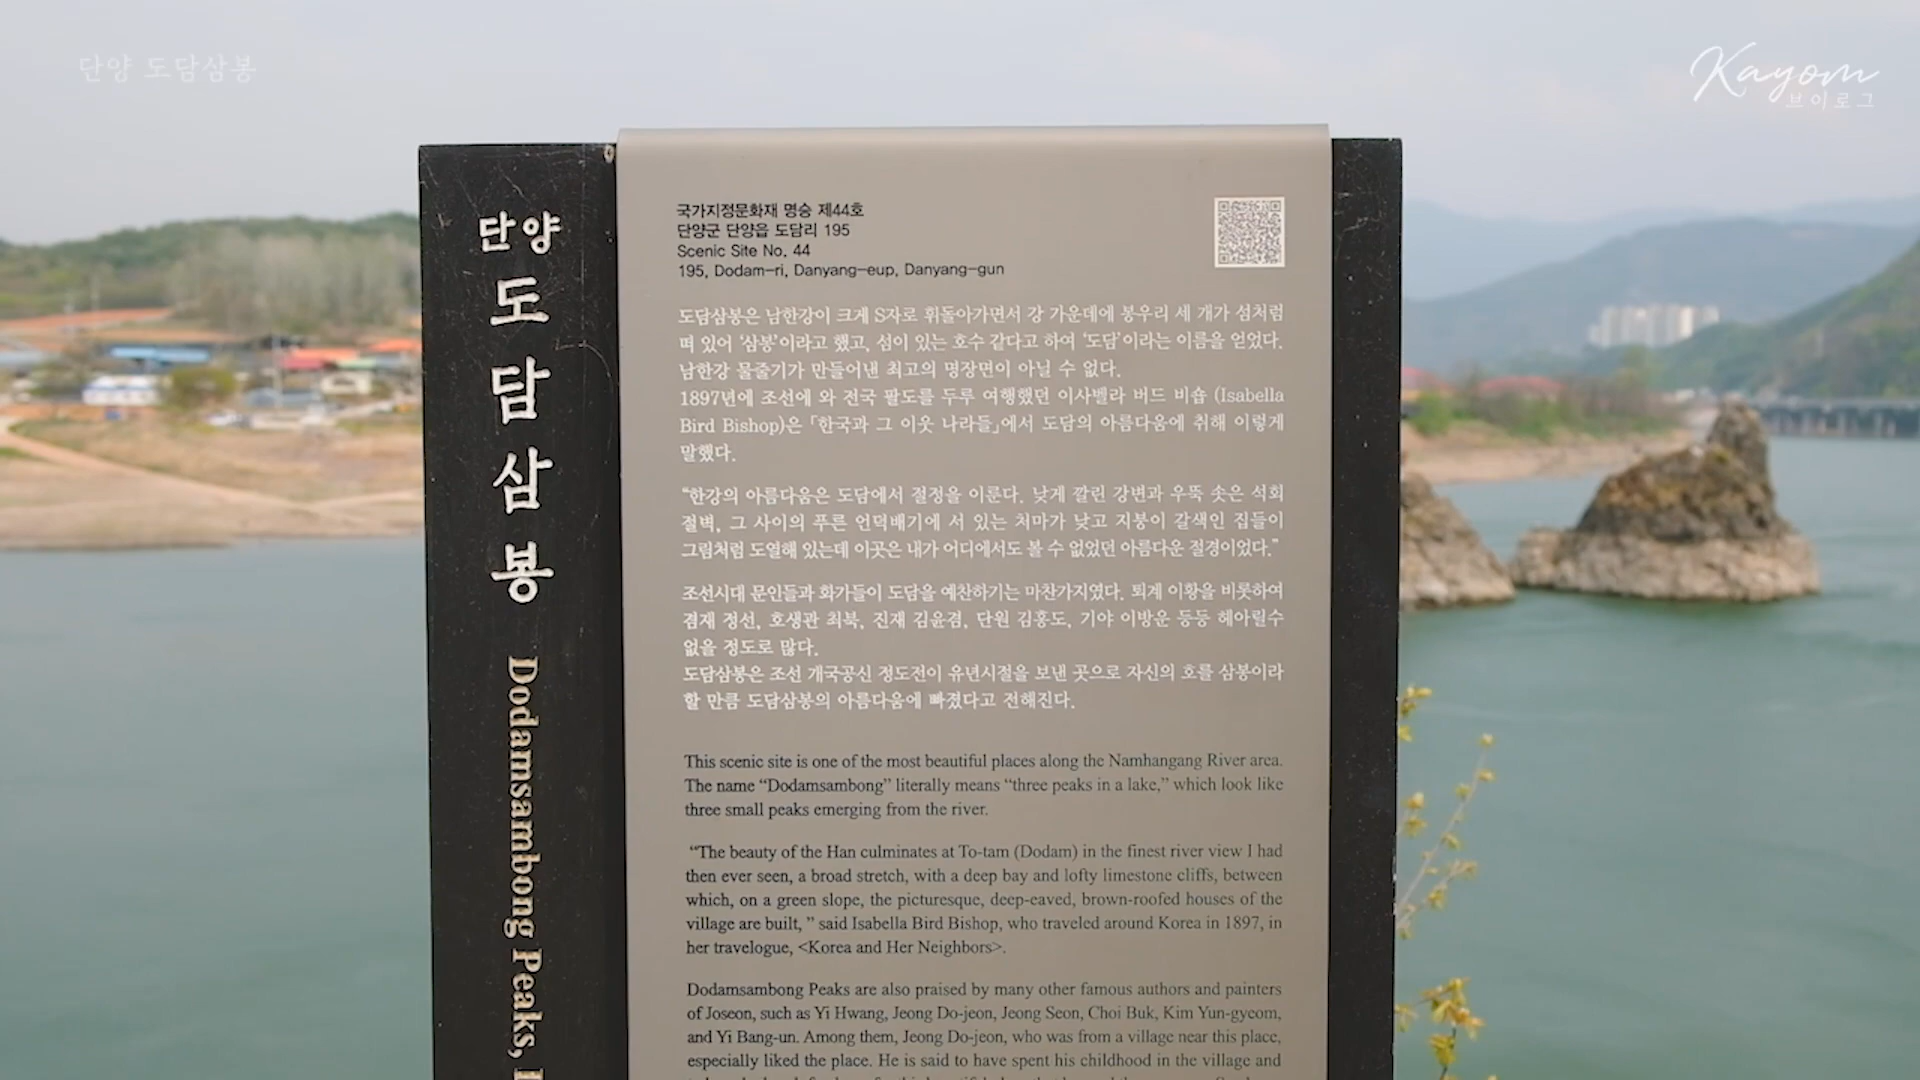 단양 도담삼봉
Kayom
브이로그
단양
도담삼봉
Dodamsambong Peaks,
국가지정문화재 명승 제44호
단양군 단양읍 도담리 195
Scenic Site No. 44
195, Dodam-ri, Danyang-eup, Danyang-gun
도담삼봉은 남한강이 크게 S자로 휘돌아가면서 강 가운데에 봉우리 세 개가 섬처럼
떠 있어 '삼봉'이라고 했고, 섬이 있는 호수 같다고 하여 '도담'이라는 이름을 얻었다.
남한강 물줄기가 만들어낸 최고의 명장면이 아닐 수 없다.
1897년에 조선에 와 전국 팔도를 두루 여행했던 이사벨라 버드 비숍 (Isabella
Bird Bishop)은 「한국과 그 이웃 나라들」에서 도담의 아름다움에 취해 이렇게
말했다.
“한강의 아름다움은 도담에서 절정을 이룬다. 낮게 깔린 강변과 우뚝 솟은 석회
절벽, 그 사이의 푸른 언덕배기에 서 있는 처마가 낮고 지붕이 갈색인 집들이
그림처럼 도열해 있는데 이곳은 내가 어디에서도 볼 수 없었던 아름다운 절경이었다.”
조선시대 문인들과 화가들이 도담을 예찬하기는 마찬가지였다. 퇴계 이황을 비롯하여
겸재 정선, 호생관 최북, 진재 김윤겸, 단원 김홍도, 기야 이방운 등등 헤아릴수
없을 정도로 많다.
도담삼봉은 조선 개국공신 정도전이 유년시절을 보낸 곳으로 자신의 호를 삼봉이라
할 만큼 도담삼봉의 아름다움에 빠졌다고 전해진다.
This scenic site is one of the most beautiful places along the Namhangang River area.
The name “Dodamsambong” literally means “three peaks in a lake,” which look like
three small peaks emerging from the river.
“The beauty of the Han culminates at To-tam (Dodam) in the finest river view I had
then ever seen, a broad stretch, with a deep bay and lofty limestone cliffs, between
which, on a green slope, the picturesque, deep-eaved, brown-roofed houses of the
village are built, ” said Isabella Bird Bishop, who traveled around Korea in 1897, in
her travelogue, <Korea and Her Neighbors>.
Dodamsambong Peaks are also praised by many other famous authors and painters
of Joseon, such as Yi Hwang, Jeong Do-jeon, Jeong Seon, Choi Buk, Kim Yun-gyeom,
and Yi Bang-un. Among them, Jeong Do-jeon, who was from a village near this place,
especially liked the place. He is said to have spent his childhood in the village and